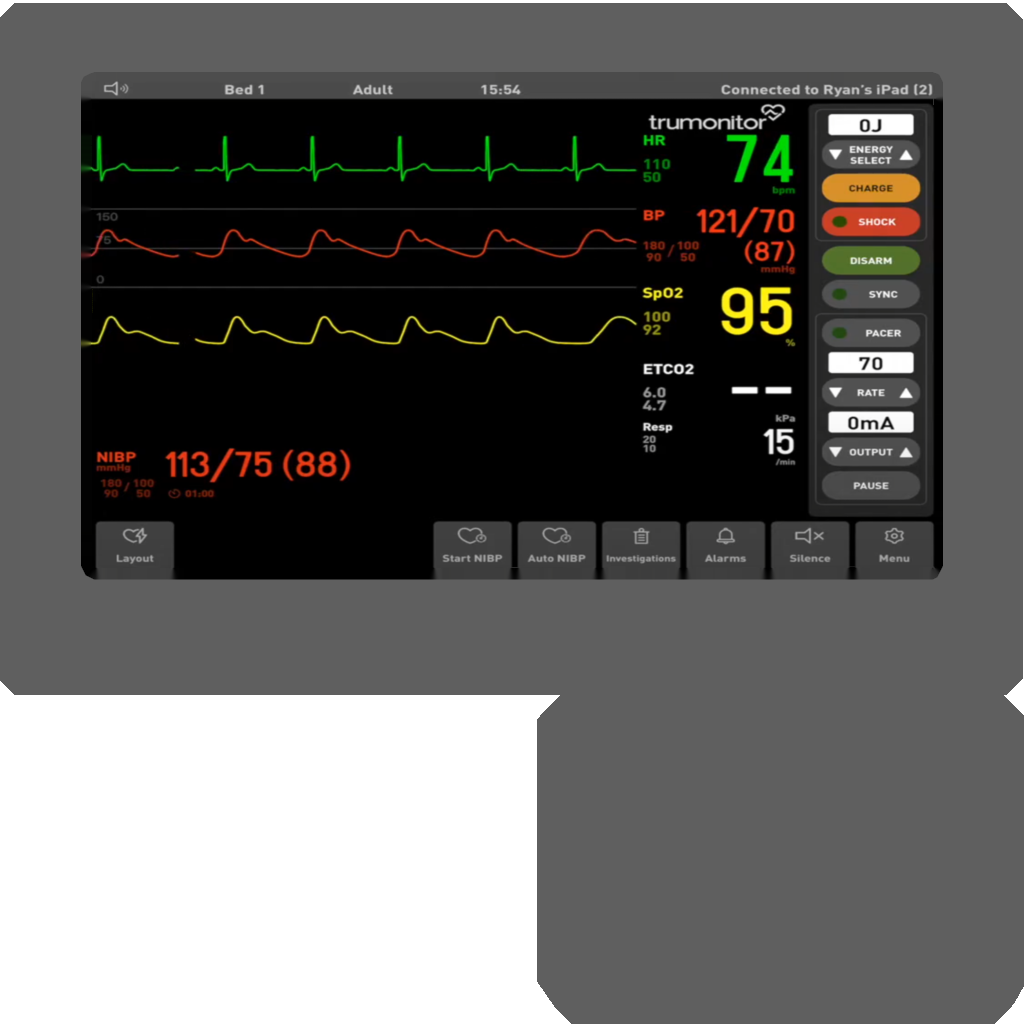 Bed 1 Adult 15:54 Connected to Ryan's iPad (2)
trumonitor
HR
110
50
74
bpm
150
75
0
BP
180 / 100
90 / 50
121/70
(87)
mmHg
SpO2
100
92
95
%
ETCO2
6.0
4.7
-- 
kPa
Resp
20
10
15
/min
NIBP
mmHg
180 / 100
90 / 50
113/75 (88)
01:00
0J
▼ ENERGY SELECT ▲
CHARGE
SHOCK
DISARM
SYNC
PACER
70
▼ RATE ▲
0mA
▼ OUTPUT ▲
PAUSE
Layout
Start NIBP
Auto NIBP
Investigations
Alarms
Silence
Menu